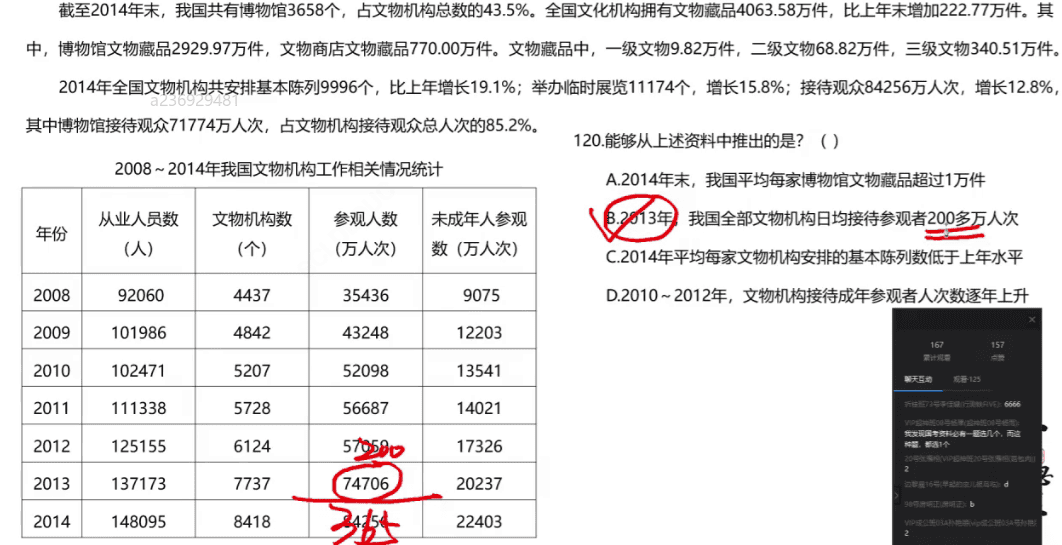 截至2014年末，我国共有博物馆3658个，占文物机构总数的43.5%。全国文化机构拥有文物藏品4063.58万件，比上年末增加222.77万件。其
中，博物馆文物藏品2929.97万件，文物商店文物藏品770.00万件。文物藏品中，一级文物9.82万件，二级文物68.82万件，三级文物340.51万件。
2014年全国文物机构共安排基本陈列9996个，比上年增长19.1%；举办临时展览11174个，增长15.8%；接待观众84256万人次，增长12.8%，
a236929481
其中博物馆接待观众71774万人次，占文物机构接待观众总人次的85.2%。
2008～2014年我国文物机构工作相关情况统计
年份 从业人员数（人） 文物机构数（个） 参观人数（万人次） 未成年人参观数（万人次）
2008 92060 4437 35436 9075
2009 101986 4842 43248 12203
2010 102471 5207 52098 13541
2011 111338 5728 56687 14021
2012 125155 6124 57059 17326
200
2013 137173 7737 74706 20237
2014 148095 8418 84256 22403
365
120.能够从上述资料中推出的是？（ ）
A.2014年末，我国平均每家博物馆文物藏品超过1万件
B.2013年，我国全部文物机构日均接待参观者200多万人次
C.2014年平均每家文物机构安排的基本陈列数低于上年水平
D.2010～2012年，文物机构接待成年参观者人次数逐年上升
167 157
累计观看 点赞
聊天互动 观看·125
6666
我发现国考资料必有一题选几个，而这
种题，都选1个
2
d
b
2